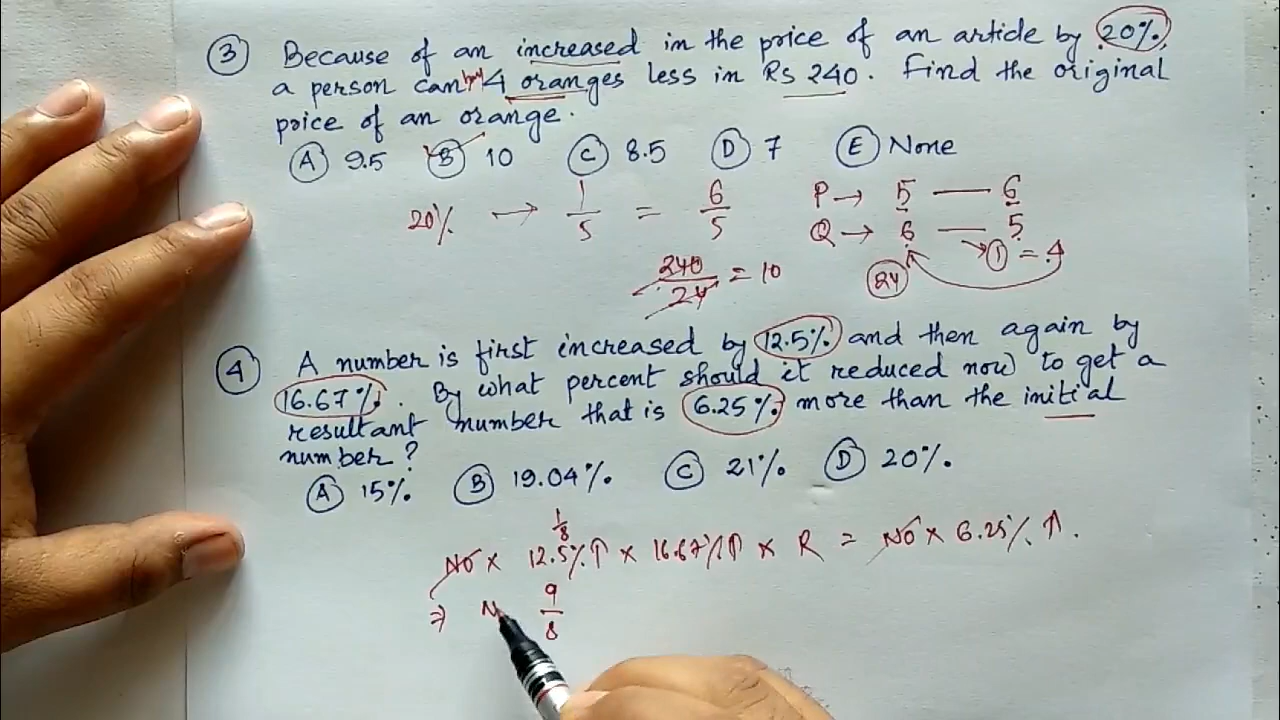 ③ Because of an increased in the price of an article by 20%.
a person can buy 4 oranges less in Rs 240. Find the original
price of an orange.
Ⓐ 9.5 Ⓑ 10 Ⓒ 8.5 Ⓓ 7 Ⓔ None
20% → 1/5 = 6/5
P → 5 — 6
Q → 6 — 5
→ ① = 4
240/24 = 10
24
④ A number is first increased by 12.5% and then again by
16.67%. By what percent should it reduced now to get a
resultant number that is 6.25% more than the initial
number?
Ⓐ 15% Ⓑ 19.04% Ⓒ 21% Ⓓ 20%.
1/8
No × 12.5%↑ × 16.67%↑ × R = No × 6.25%↑.
⇒ N 9/8